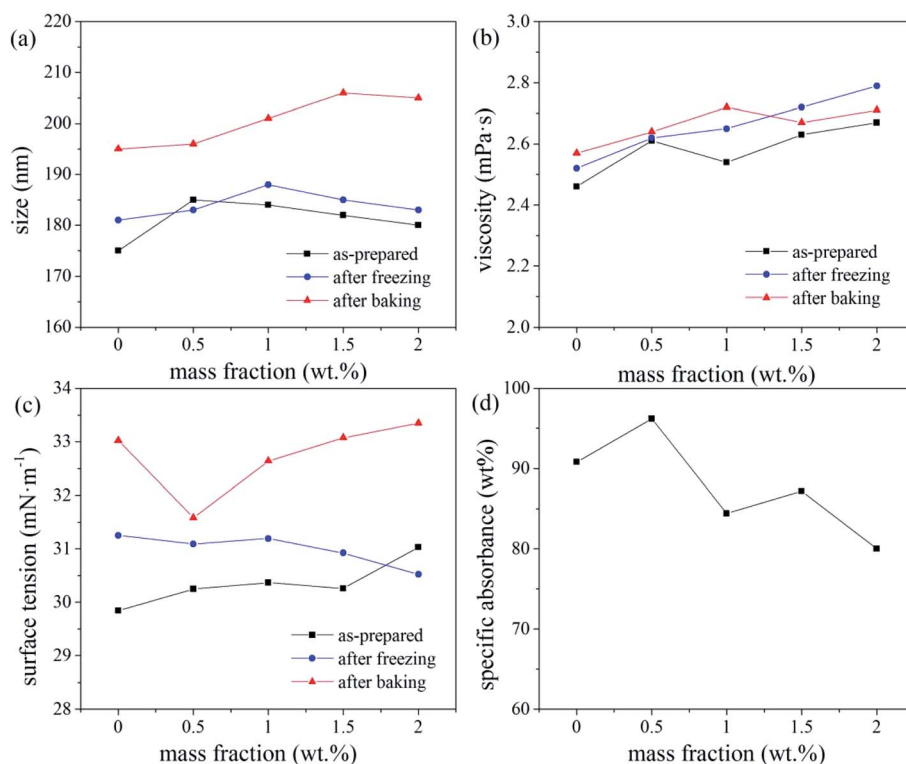 (a)
220
210
200
190
180
170
160
size (nm)
as-prepared
after freezing
after baking
0 0.5 1 1.5 2
mass fraction (wt.%)
(b)
3.0
2.8
2.6
2.4
2.2
2.0
viscosity (mPa·s)
as-prepared
after freezing
after baking
0 0.5 1 1.5 2
mass fraction (wt.%)
(c)
34
33
32
31
30
29
28
surface tension (mN·m⁻¹)
as-prepared
after freezing
after baking
0 0.5 1 1.5 2
mass fraction (wt.%)
(d)
100
90
80
70
60
specific absorbance (wt%)
0 0.5 1 1.5 2
mass fraction (wt.%)